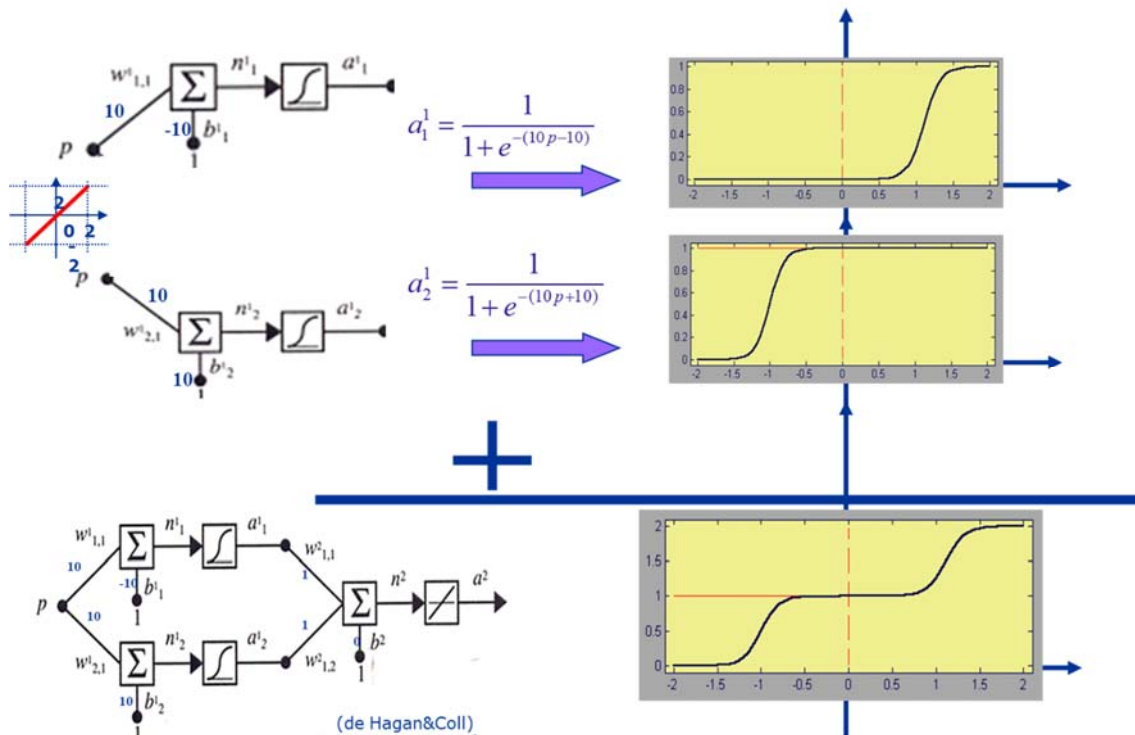 w¹₁,₁
n¹₁
a¹₁
Σ
10
-10
b¹₁
p
1
a¹₁ = 1 / (1 + e^−(10p−10))
1
0.8
0.6
0.4
0.2
0
-2 -1.5 -1 -0.5 0 0.5 1 1.5 2
2
0 2
-
2
p
10
w¹₂,₁
n¹₂
a¹₂
Σ
b¹₂
10
1
a¹₂ = 1 / (1 + e^−(10p+10))
1
0.8
0.6
0.4
0.2
0
-2 -1.5 -1 -0.5 0 0.5 1 1.5 2
+
w¹₁,₁
n¹₁
a¹₁
w²₁,₁
Σ
10
-10
b¹₁
1
1
p
n²
a²
Σ
10
1
0
b²
1
w¹₂,₁
n¹₂
a¹₂
w²₁,₂
Σ
10
b¹₂
1
(de Hagan&Coll)
2
1.5
1
0.5
0
-2 -1.5 -1 -0.5 0 0.5 1 1.5 2